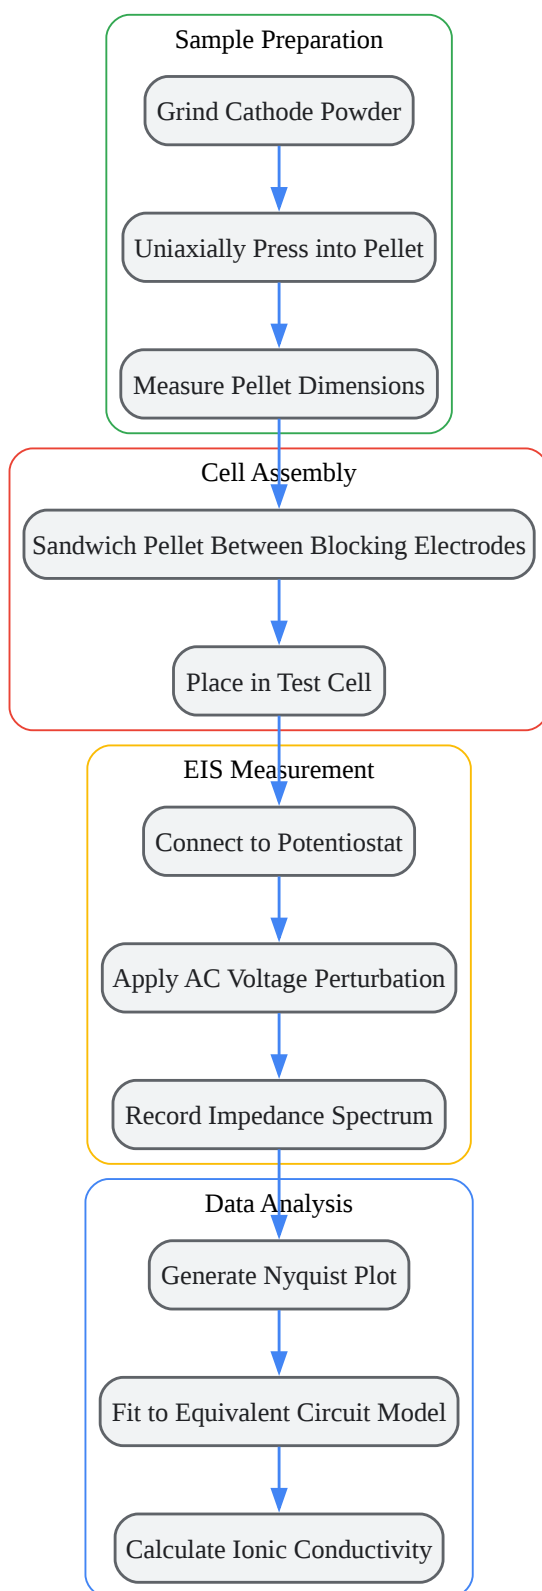 Sample Preparation
Grind Cathode Powder
Uniaxially Press into Pellet
Measure Pellet Dimensions
Cell Assembly
Sandwich Pellet Between Blocking Electrodes
Place in Test Cell
EIS Measurement
Connect to Potentiostat
Apply AC Voltage Perturbation
Record Impedance Spectrum
Data Analysis
Generate Nyquist Plot
Fit to Equivalent Circuit Model
Calculate Ionic Conductivity